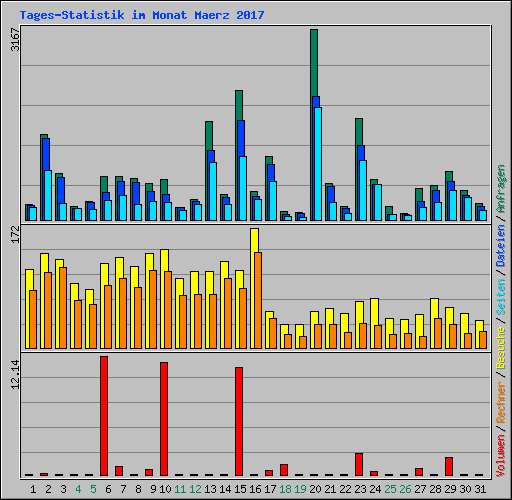 Tages-Statistik im Monat Maerz 2017
3167
172
12.14
Volumen / Rechner / Besuche / Seiten / Dateien / Anfragen
1 2 3 4 5 6 7 8 9 10 11 12 13 14 15 16 17 18 19 20 21 22 23 24 25 26 27 28 29 30 31